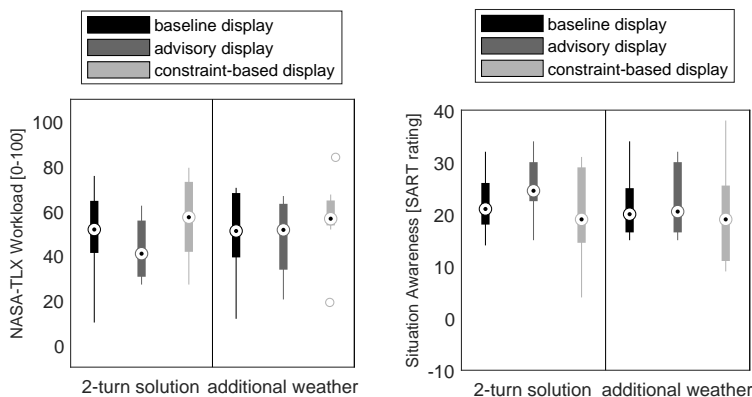 baseline display
advisory display
constraint-based display
NASA-TLX Workload [0-100]
100
80
60
40
20
0
2-turn solution
additional weather
baseline display
advisory display
constraint-based display
Situation Awareness [SART rating]
40
30
20
10
0
-10
2-turn solution
additional weather